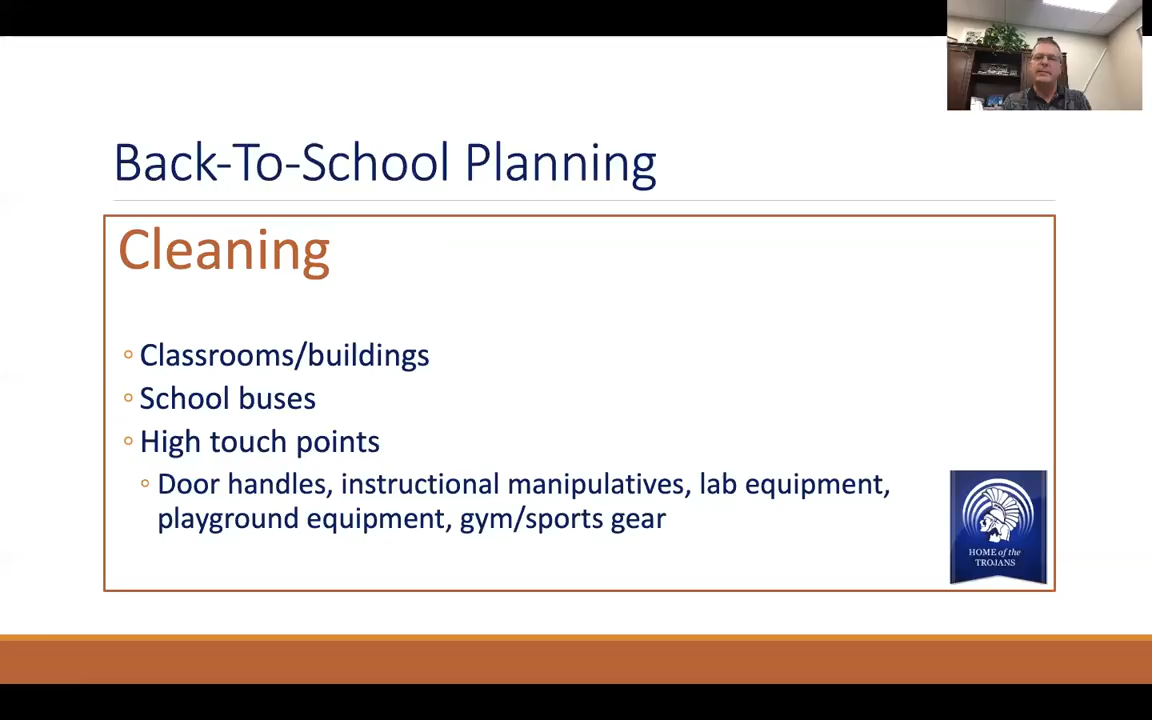 Back-To-School Planning
Cleaning
◦ Classrooms/buildings
◦ School buses
◦ High touch points
◦ Door handles, instructional manipulatives, lab equipment,
playground equipment, gym/sports gear
HOME of the
TROJANS